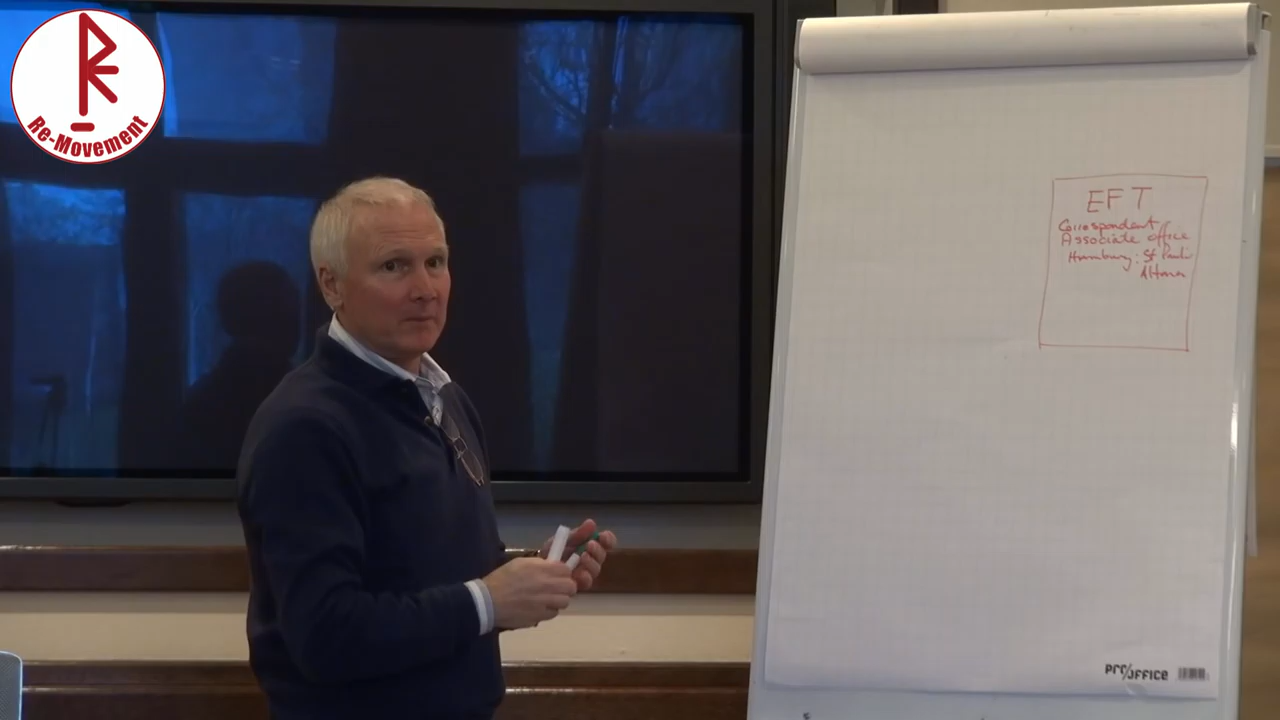 Re-Movement
EFT
Correspondent
Associate office
Hamburg: St Pauli
Altona
PRO/OFFICE